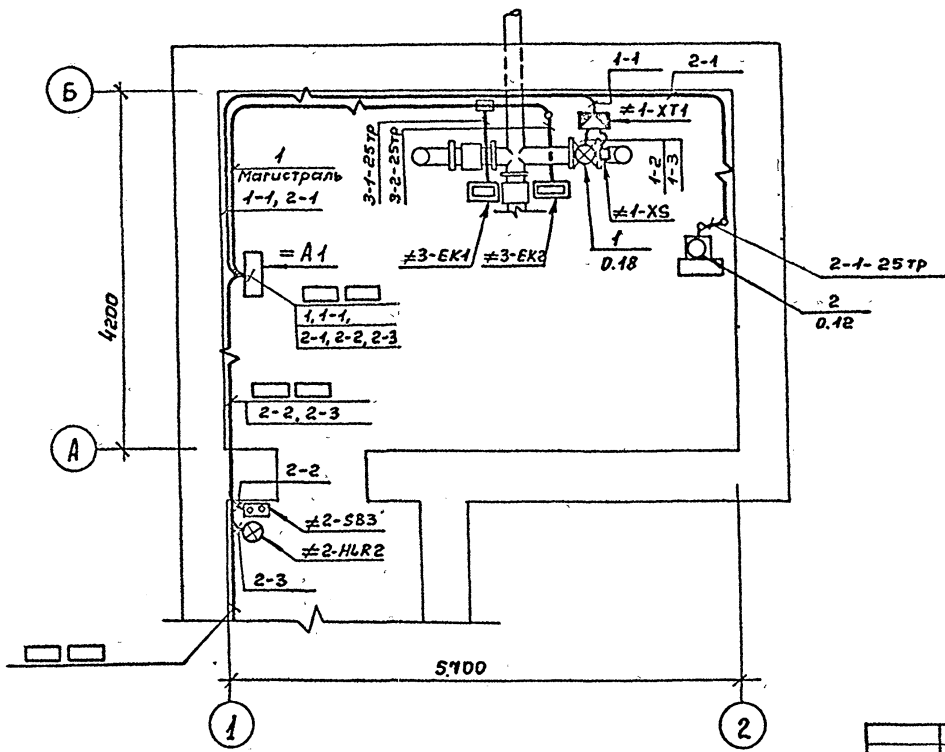 1-1
2-1
Б
≠1-XT1
3-1-25тр
3-2-25тр
1
Магистраль
1-1, 2-1
1-2
1-3
≠1-XS
= А1
≠3-EK1
≠3-EK2
1
0.18
2-1-25тр
1, 1-1,
2-1, 2-2, 2-3
2
0.12
4200
2-2, 2-3
А
2-2
≠2-SB3
≠2-HLR2
2-3
5700
1
2